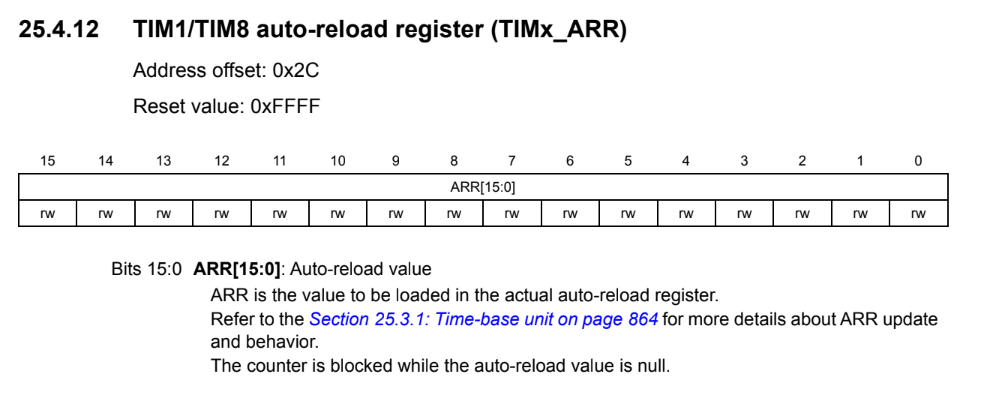 25.4.12 TIM1/TIM8 auto-reload register (TIMx_ARR)
Address offset: 0x2C
Reset value: 0xFFFF
15 14 13 12 11 10 9 8 7 6 5 4 3 2 1 0
ARR[15:0]
rw rw rw rw rw rw rw rw rw rw rw rw rw rw rw rw
Bits 15:0 ARR[15:0]: Auto-reload value
ARR is the value to be loaded in the actual auto-reload register.
Refer to the Section 25.3.1: Time-base unit on page 864 for more details about ARR update
and behavior.
The counter is blocked while the auto-reload value is null.